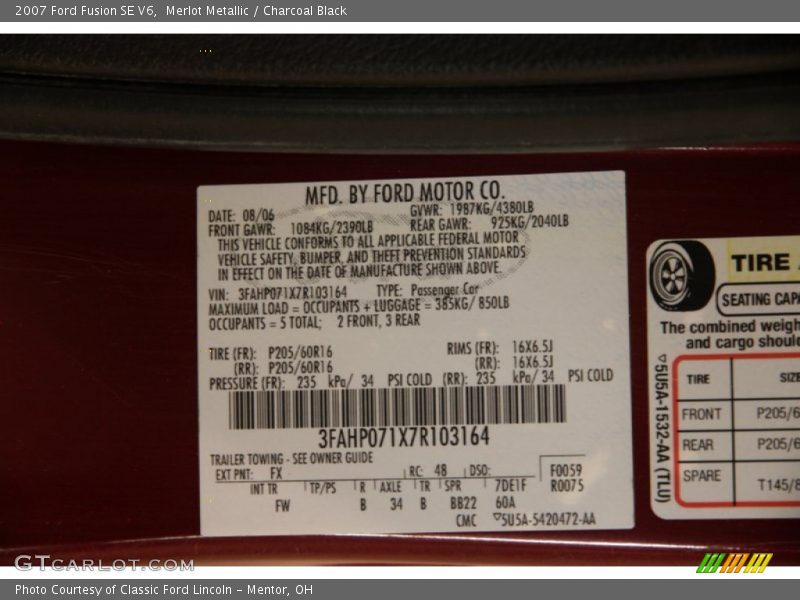 2007 Ford Fusion SE V6,  Merlot Metallic / Charcoal Black
MFD. BY FORD MOTOR CO.
DATE: 08/06 GVWR: 1987KG/4380LB
FRONT GAWR: 1084KG/2390LB REAR GAWR: 925KG/2040LB
THIS VEHICLE CONFORMS TO ALL APPLICABLE FEDERAL MOTOR
VEHICLE SAFETY, BUMPER, AND THEFT PREVENTION STANDARDS
IN EFFECT ON THE DATE OF MANUFACTURE SHOWN ABOVE.
VIN: 3FAHP071X7R103164 TYPE: Passenger Car
MAXIMUM LOAD = OCCUPANTS + LUGGAGE = 385KG/ 850LB
OCCUPANTS = 5 TOTAL; 2 FRONT, 3 REAR
TIRE (FR): P205/60R16 RIMS (FR): 16X6.5J
(RR): P205/60R16 (RR): 16X6.5J
PRESSURE (FR): 235 kPa/ 34 PSI COLD (RR): 235 kPa/ 34 PSI COLD
3FAHP071X7R103164
TRAILER TOWING - SEE OWNER GUIDE
EXT PNT: FX RC: 48 DSO: F0059
INT TR TP/PS R AXLE TR SPR 7DE1F R0075
FW B 34 B BB22 60A
CMC 5U5A-5420472-AA
TIRE
SEATING
The combined
and cargo
TIRE
FRONT P205/6
REAR P205/6
SPARE T145/8
5U5A-1532-AA (TLU)
GTCarLot.com
Photo Courtesy of Classic Ford Lincoln – Mentor, OH